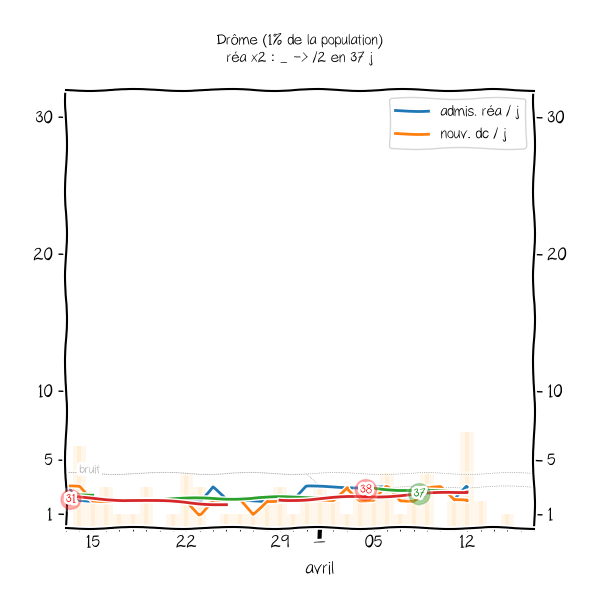 Drôme (1% de la population)
réa x2 : _ -> /2 en 37 j
admis. réa / j
nouv. dc / j
30 30
20 20
10 10
5 5
bruit
31 38 37
1 1
15 22 29 1 05 12
avril